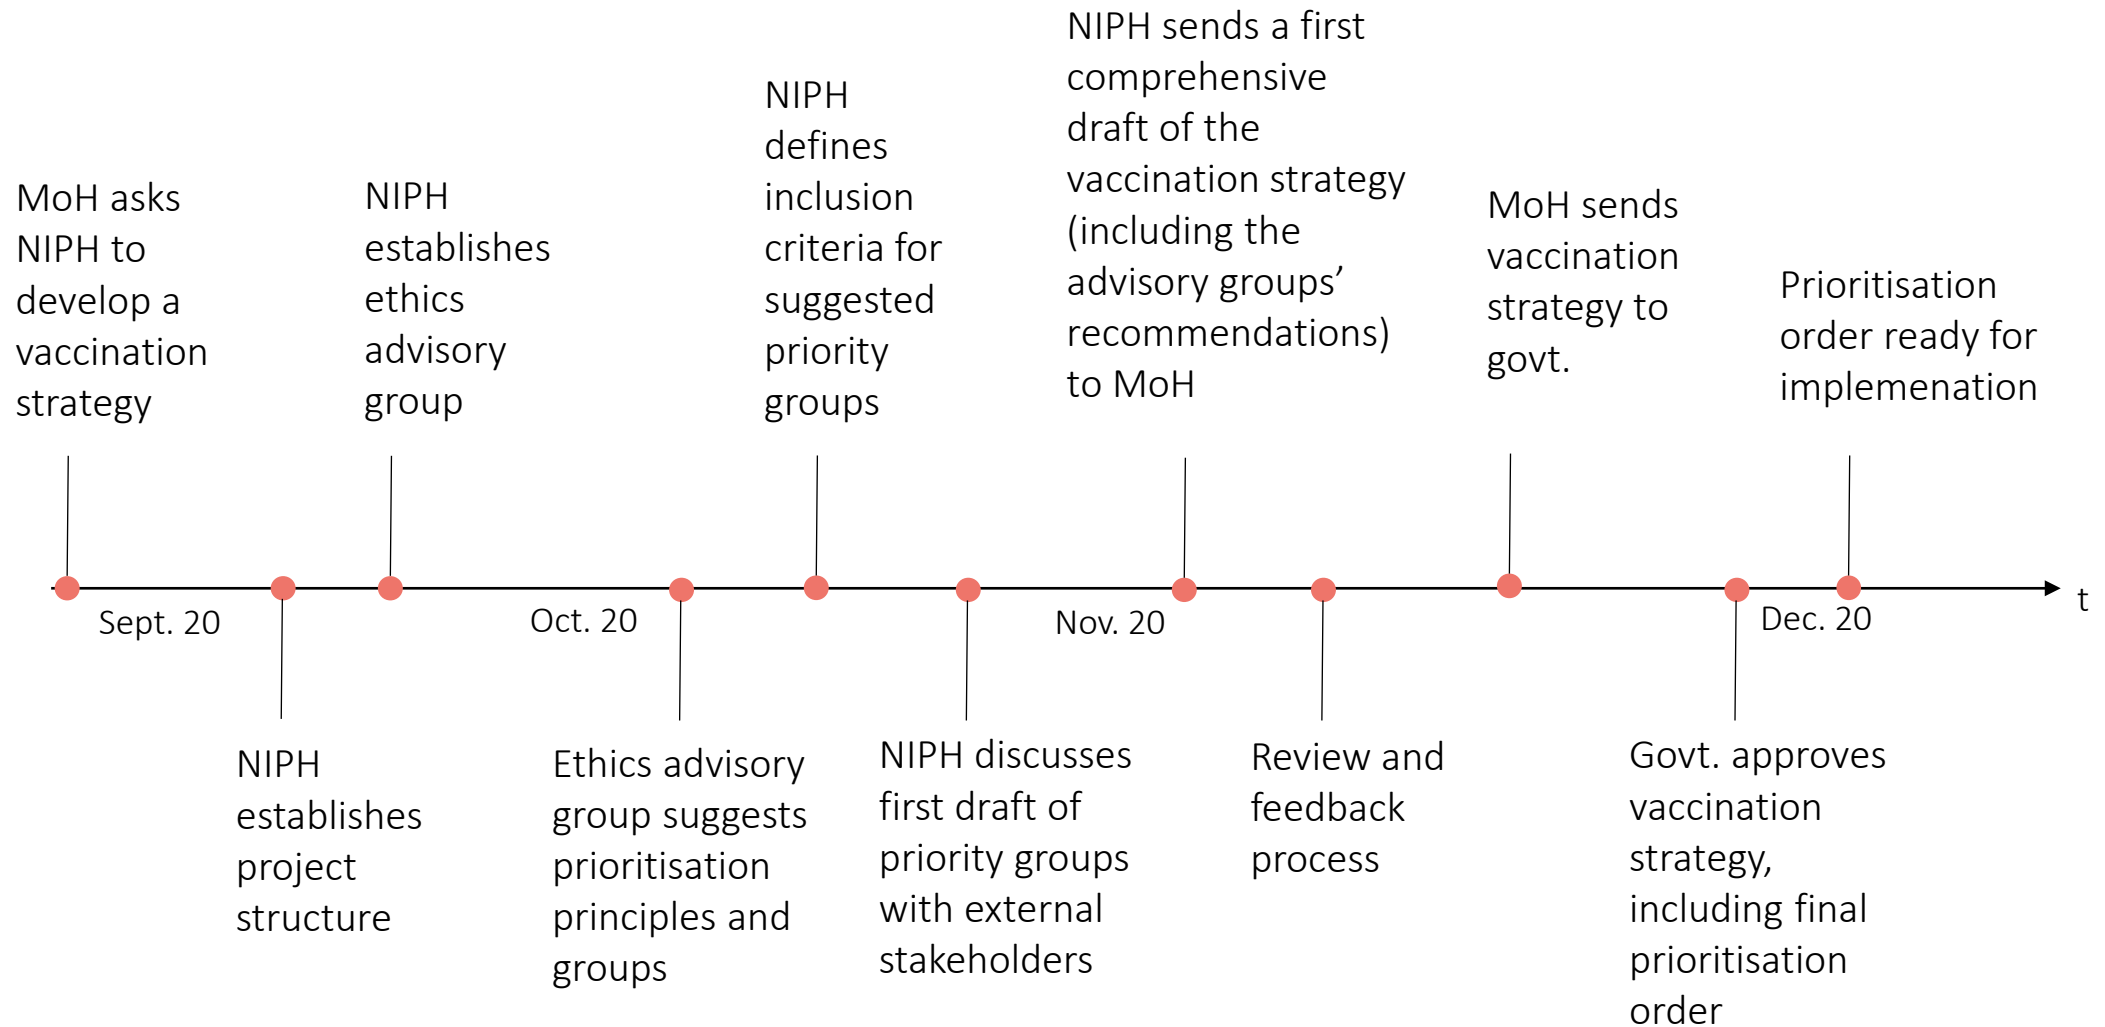 MoH asks
NIPH to
develop a
vaccination
strategy
NIPH
establishes
ethics
advisory
group
NIPH
defines
inclusion
criteria for
suggested
priority
groups
NIPH sends a first
comprehensive
draft of the
vaccination strategy
(including the
advisory groups’
recommendations)
to MoH
MoH sends
vaccination
strategy to
govt.
Prioritisation
order ready for
implemenation
Sept. 20
Oct. 20
Nov. 20
Dec. 20
t
NIPH
establishes
project
structure
Ethics advisory
group suggests
prioritisation
principles and
groups
NIPH discusses
first draft of
priority groups
with external
stakeholders
Review and
feedback
process
Govt. approves
vaccination
strategy,
including final
prioritisation
order